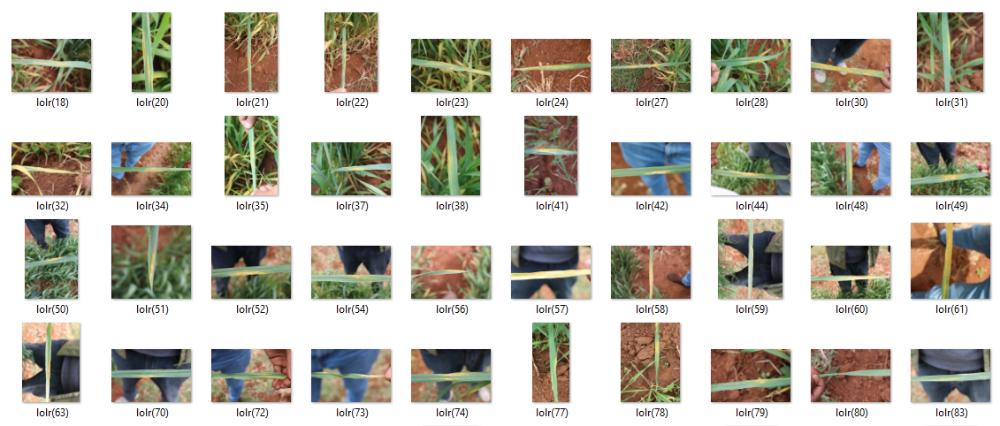 lolr(18) lolr(20) lolr(21) lolr(22) lolr(23) lolr(24) lolr(27) lolr(28) lolr(30) lolr(31)
lolr(32) lolr(34) lolr(35) lolr(37) lolr(38) lolr(41) lolr(42) lolr(44) lolr(48) lolr(49)
lolr(50) lolr(51) lolr(52) lolr(54) lolr(56) lolr(57) lolr(58) lolr(59) lolr(60) lolr(61)
lolr(63) lolr(70) lolr(72) lolr(73) lolr(74) lolr(77) lolr(78) lolr(79) lolr(80) lolr(83)